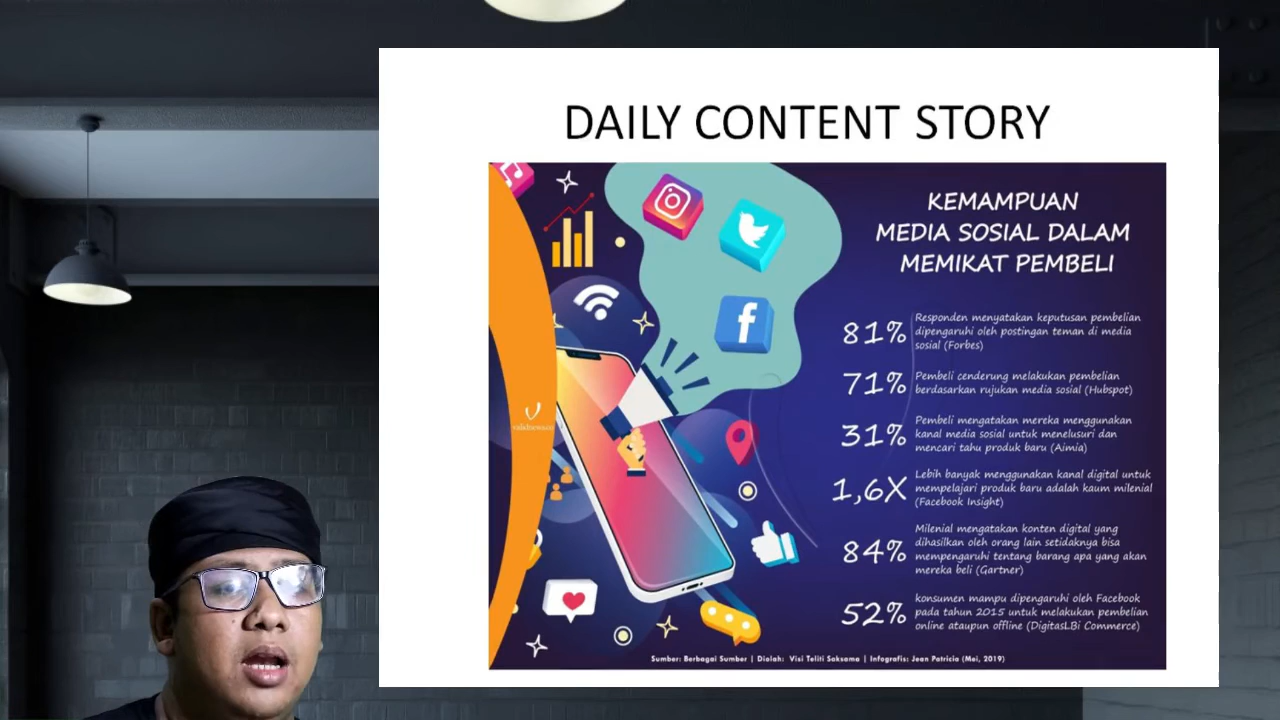 DAILY CONTENT STORY
KEMAMPUAN
MEDIA SOSIAL DALAM
MEMIKAT PEMBELI
81%
Responden menyatakan keputusan pembelian
dipengaruhi oleh postingan teman di media
sosial (Forbes)
71%
Pembeli cenderung melakukan pembelian
berdasarkan rujukan media sosial (Hubspot)
31%
Pembeli mengatakan mereka menggunakan
kanal media sosial untuk menelusuri dan
mencari tahu produk baru (Aimia)
1,6X
Lebih banyak menggunakan kanal digital untuk
mempelajari produk baru adalah kaum milenial
(Facebook Insight)
84%
Milenial mengatakan konten digital yang
dihasilkan oleh orang lain setidaknya bisa
mempengaruhi tentang barang apa yang akan
mereka beli (Gartner)
52%
konsumen mampu dipengaruhi oleh Facebook
pada tahun 2015 untuk melakukan pembelian
online ataupun offline (DigitasLBi Commerce)
validnews.co
Sumber: Berbagai Sumber | Diolah: Visi Teliti Saksama | Infografis: Jean Patricia (Mei, 2019)